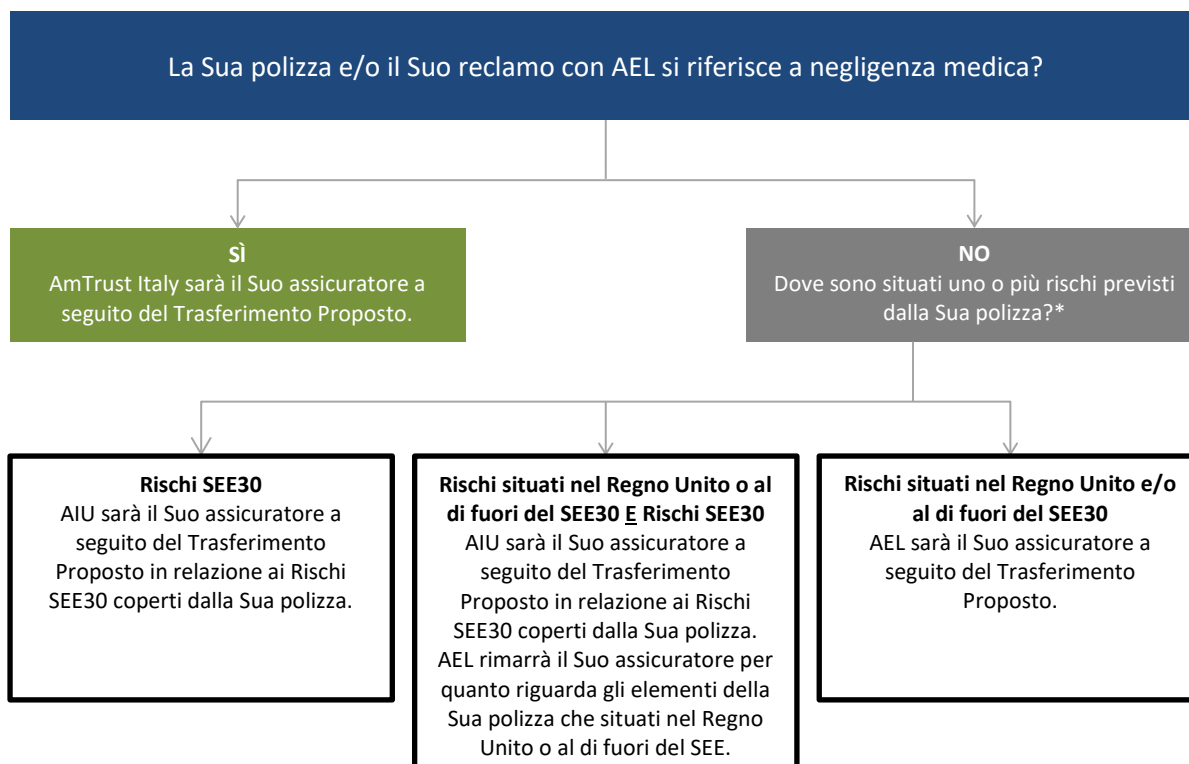 La Sua polizza e/o il Suo reclamo con AEL si riferisce a negligenza medica?
SÌ
AmTrust Italy sarà il Suo assicuratore a
seguito del Trasferimento Proposto.
NO
Dove sono situati uno o più rischi previsti
dalla Sua polizza?*
Rischi SEE30
AIU sarà il Suo assicuratore a
seguito del Trasferimento
Proposto in relazione ai Rischi
SEE30 coperti dalla Sua polizza.
Rischi situati nel Regno Unito o al
di fuori del SEE30 E Rischi SEE30
AIU sarà il Suo assicuratore a
seguito del Trasferimento
Proposto in relazione ai Rischi
SEE30 coperti dalla Sua polizza.
AEL rimarrà il Suo assicuratore per
quanto riguarda gli elementi della
Sua polizza che situati nel Regno
Unito o al di fuori del SEE.
Rischi situati nel Regno Unito e/o
al di fuori del SEE30
AEL sarà il Suo assicuratore a
seguito del Trasferimento
Proposto.